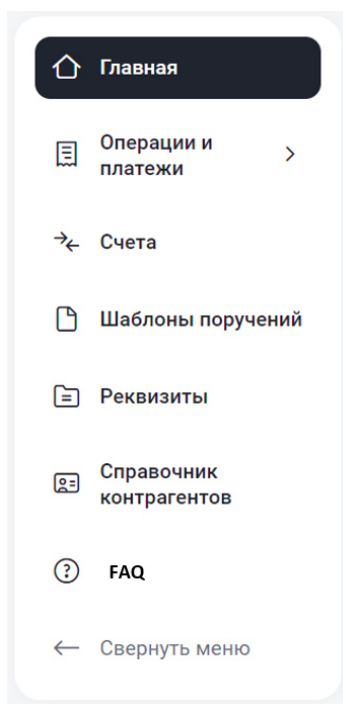 Главная
Операции и
платежи
Счета
Шаблоны поручений
Реквизиты
Справочник
контрагентов
FAQ
Свернуть меню